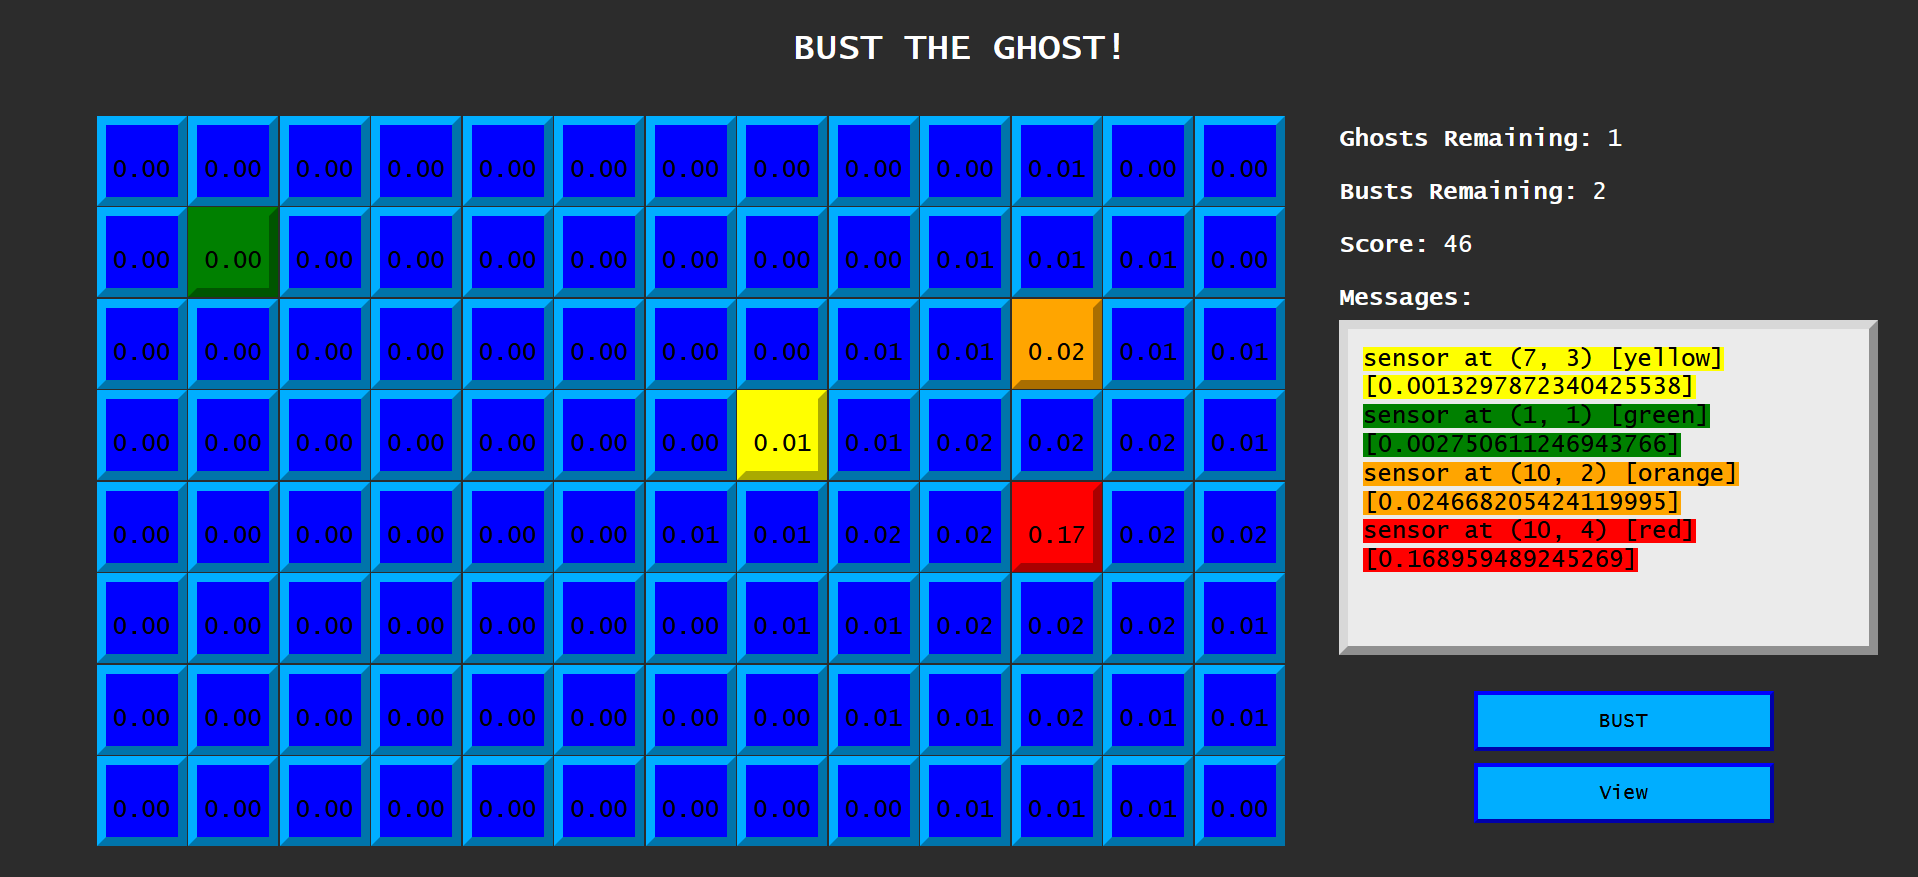 BUST THE GHOST!
0.00 0.00 0.00 0.00 0.00 0.00 0.00 0.00 0.00 0.00 0.01 0.00 0.00
0.00 0.00 0.00 0.00 0.00 0.00 0.00 0.00 0.00 0.01 0.01 0.01 0.00
0.00 0.00 0.00 0.00 0.00 0.00 0.00 0.00 0.01 0.01 0.02 0.01 0.01
0.00 0.00 0.00 0.00 0.00 0.00 0.00 0.01 0.01 0.02 0.02 0.02 0.01
0.00 0.00 0.00 0.00 0.00 0.00 0.01 0.01 0.02 0.02 0.17 0.02 0.02
0.00 0.00 0.00 0.00 0.00 0.00 0.00 0.01 0.01 0.02 0.02 0.02 0.01
0.00 0.00 0.00 0.00 0.00 0.00 0.00 0.00 0.01 0.01 0.02 0.01 0.01
0.00 0.00 0.00 0.00 0.00 0.00 0.00 0.00 0.00 0.01 0.01 0.01 0.00
Ghosts Remaining: 1
Busts Remaining: 2
Score: 46
Messages:
sensor at (7, 3) [yellow]
[0.0013297872340425538]
sensor at (1, 1) [green]
[0.002750611246943766]
sensor at (10, 2) [orange]
[0.024668205424119995]
sensor at (10, 4) [red]
[0.168959489245269]
BUST
View